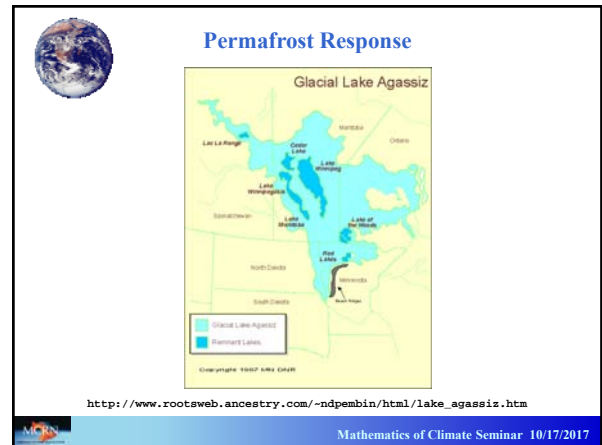 Permafrost Response
Glacial Lake Agassiz
Manitoba
Ontario
Lac La Ronge
Cedar
Lake
Lake
Winnipeg
Lake
Winnipegosis
Saskatchewan
Lake
Manitoba
Lake of
the Woods
Red
Lakes
North Dakota
Minnesota
South Dakota
Beach Ridges
Glacial Lake Agassiz
Remnant Lakes
Copyright 1997 MN DNR
http://www.rootsweb.ancestry.com/~ndpembin/html/lake_agassiz.htm
MCRN
Mathematics of Climate Seminar 10/17/2017